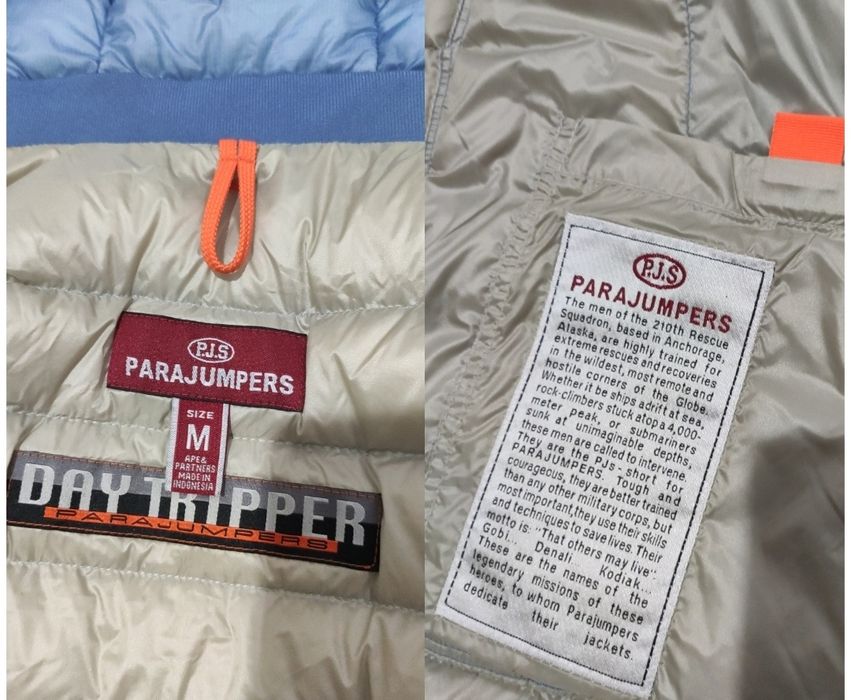 P.J.S
PARAJUMPERS
SIZE
M
APE &
PARTNERS
MADE IN
INDONESIA
DAY TRIPPER
PARAJUMPERS
P.J.S
PARAJUMPERS
The men of the 210th Rescue
Squadron, based in Anchorage,
Alaska, are highly trained for
extreme rescues and recoveries
in the wildest, most remote and
hostile corners of the Globe.
Whether it be ships adrift at sea,
rock-climbers stuck atop a 4,000-
meter peak, or submariners
sunk at unimaginable depths,
these men are called to intervene.
They are the PJs - short for
PARAJUMPERS. Tough and
courageous, they are better trained
than any other military corps, but
most important, they use their skills
and techniques to save lives. Their
motto is: "That others may live".
Gobi... Denali... Kodiak...
These are the names of the
legendary missions of these
heroes, to whom Parajumpers
dedicate their jackets.